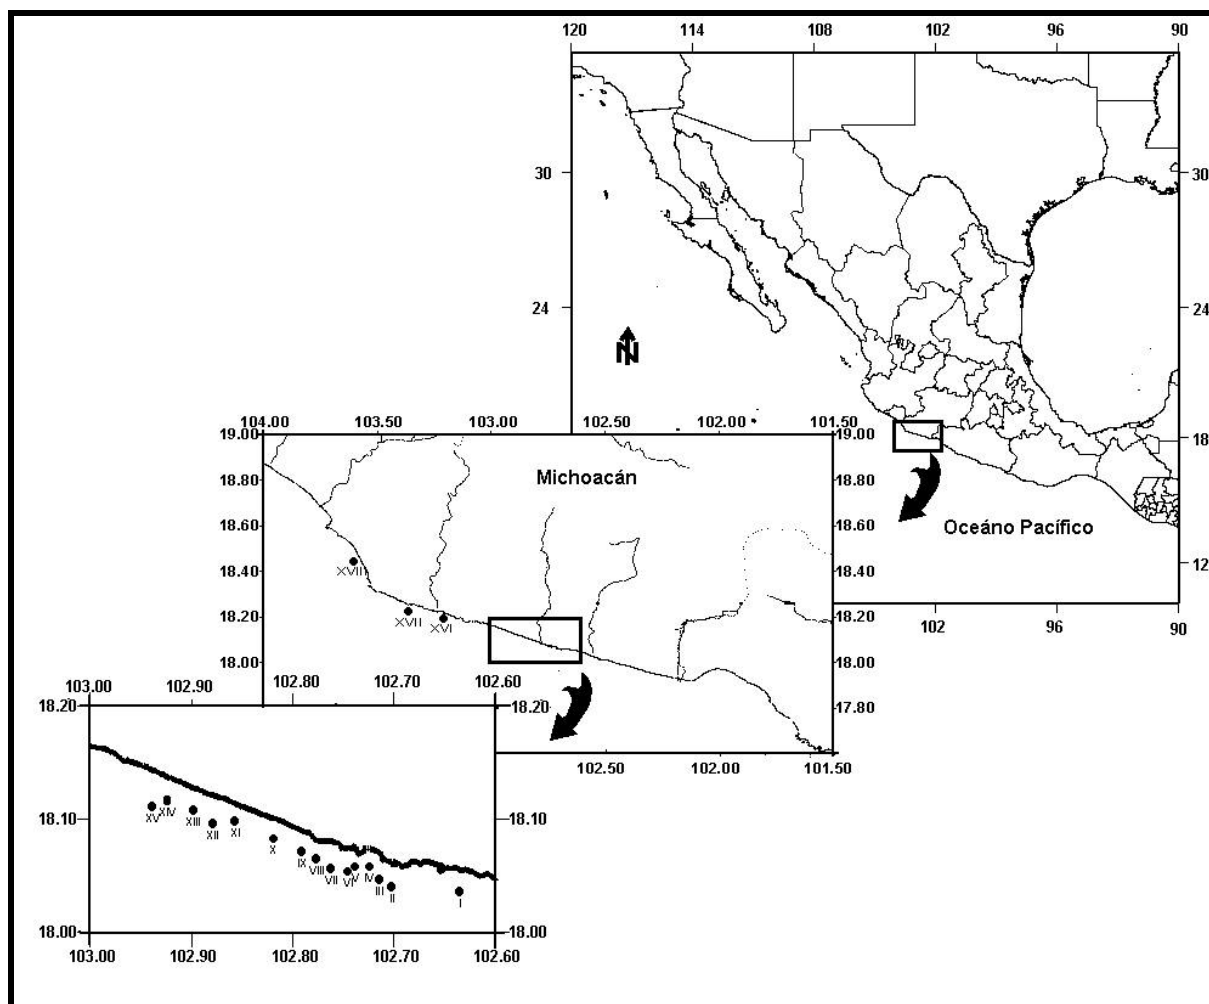 120 114 108 102 96 90
30 30
24 24
N
104.00 103.50 103.00 102.50 102.00 101.50
19.00 19.00 18
Michoacán
18.80 18.80
18.60 18.60
Oceáno Pacífico
18.40 18.40 12
XVIII
18.20 18.20
102 96 90
XVII XVI
18.00 18.00
103.00 102.90 102.80 102.70 102.60
18.20 18.20 17.80
102.50 102.00 101.50
18.10 18.10
XV XIV XIII XII XI X IX VIII VII VI V IV III II I
18.00 18.00
103.00 102.90 102.80 102.70 102.60